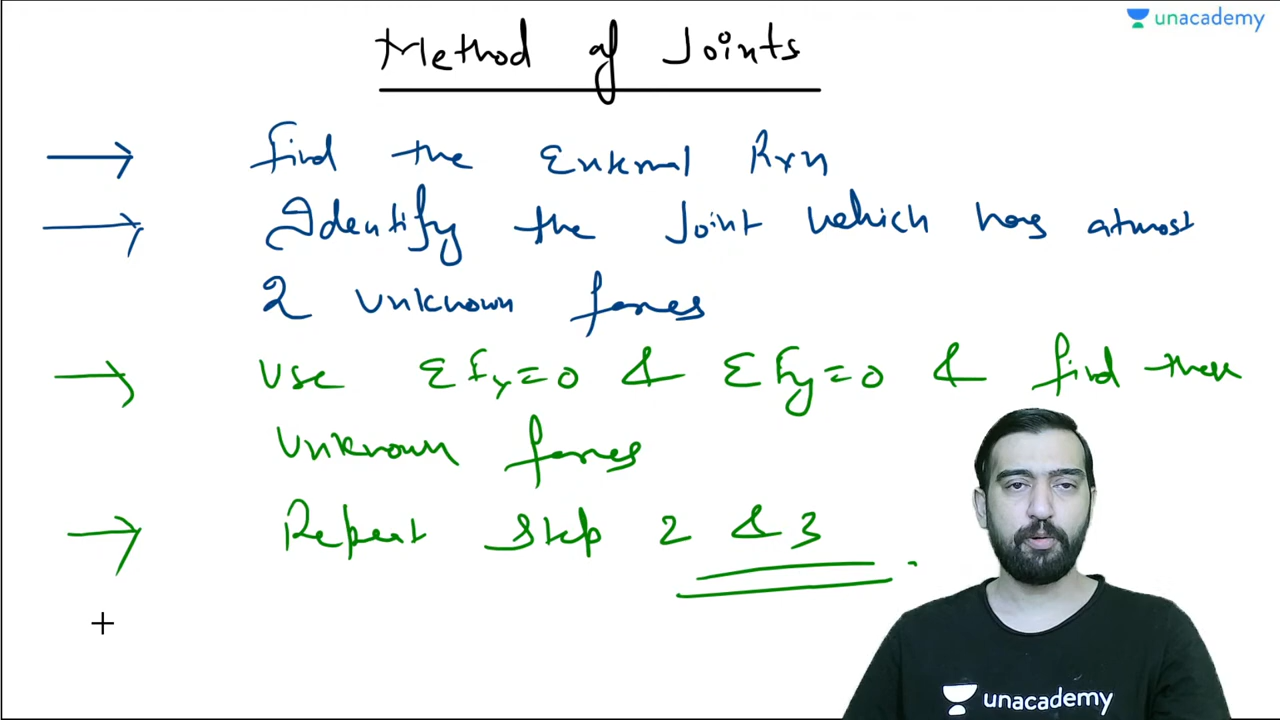 unacademy
Method of Joints
→ find the External Rxn
→ Identify the Joint which has atmost
2 unknown forces
→ Use ΣFx=0 & ΣFy=0 & find these
unknown forces
→ Repeat Step 2 & 3
unacademy